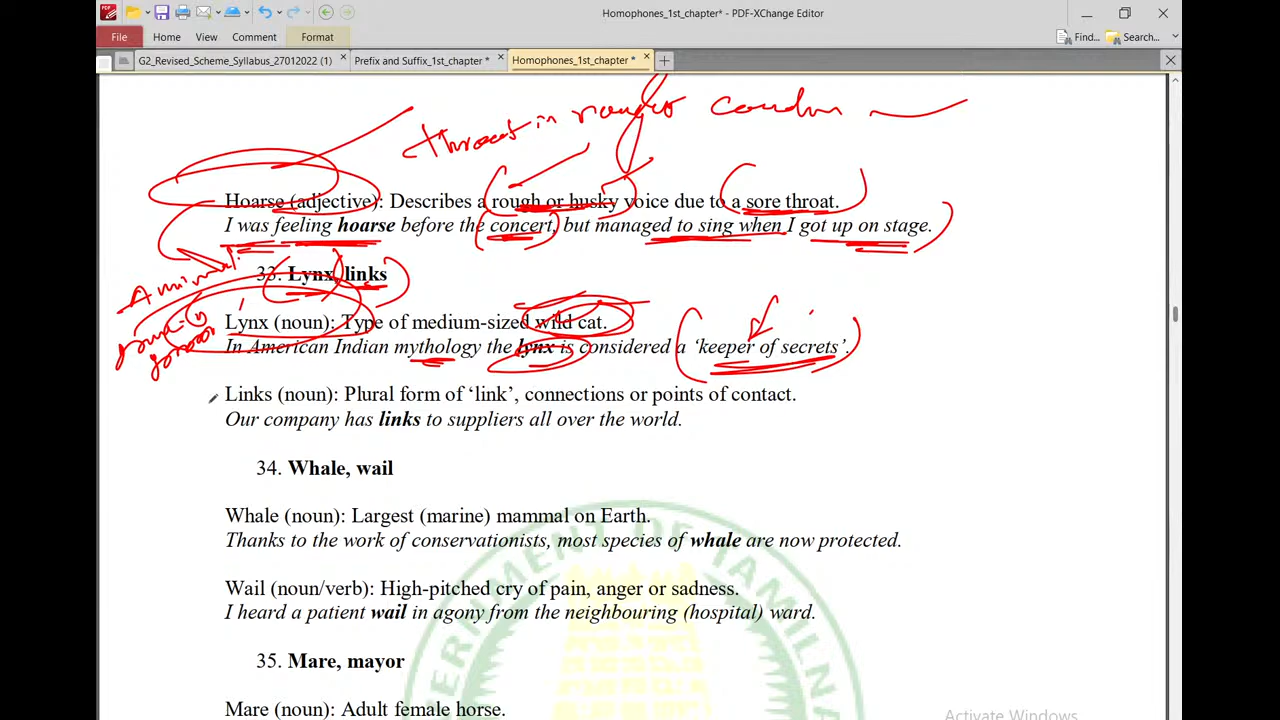 Homophones_1st_chapter* - PDF-XChange Editor
File Home View Comment Format Find... Search...
G2_Revised_Scheme_Syllabus_27012022 (1) Prefix and Suffix_1st_chapter * Homophones_1st_chapter *
throat in
Hoarse (adjective): Describes a rough or husky voice due to a sore throat.
I was feeling hoarse before the concert, but managed to sing when I got up on stage.
Animal
33. Lynx, links
Lynx (noun): Type of medium-sized wild cat.
In American Indian mythology the lynx is considered a ‘keeper of secrets’.
Links (noun): Plural form of ‘link’, connections or points of contact.
Our company has links to suppliers all over the world.
34. Whale, wail
Whale (noun): Largest (marine) mammal on Earth.
Thanks to the work of conservationists, most species of whale are now protected.
Wail (noun/verb): High-pitched cry of pain, anger or sadness.
I heard a patient wail in agony from the neighbouring (hospital) ward.
35. Mare, mayor
Mare (noun): Adult female horse.
ERNMENT OF TAMILNA
Activate Windows